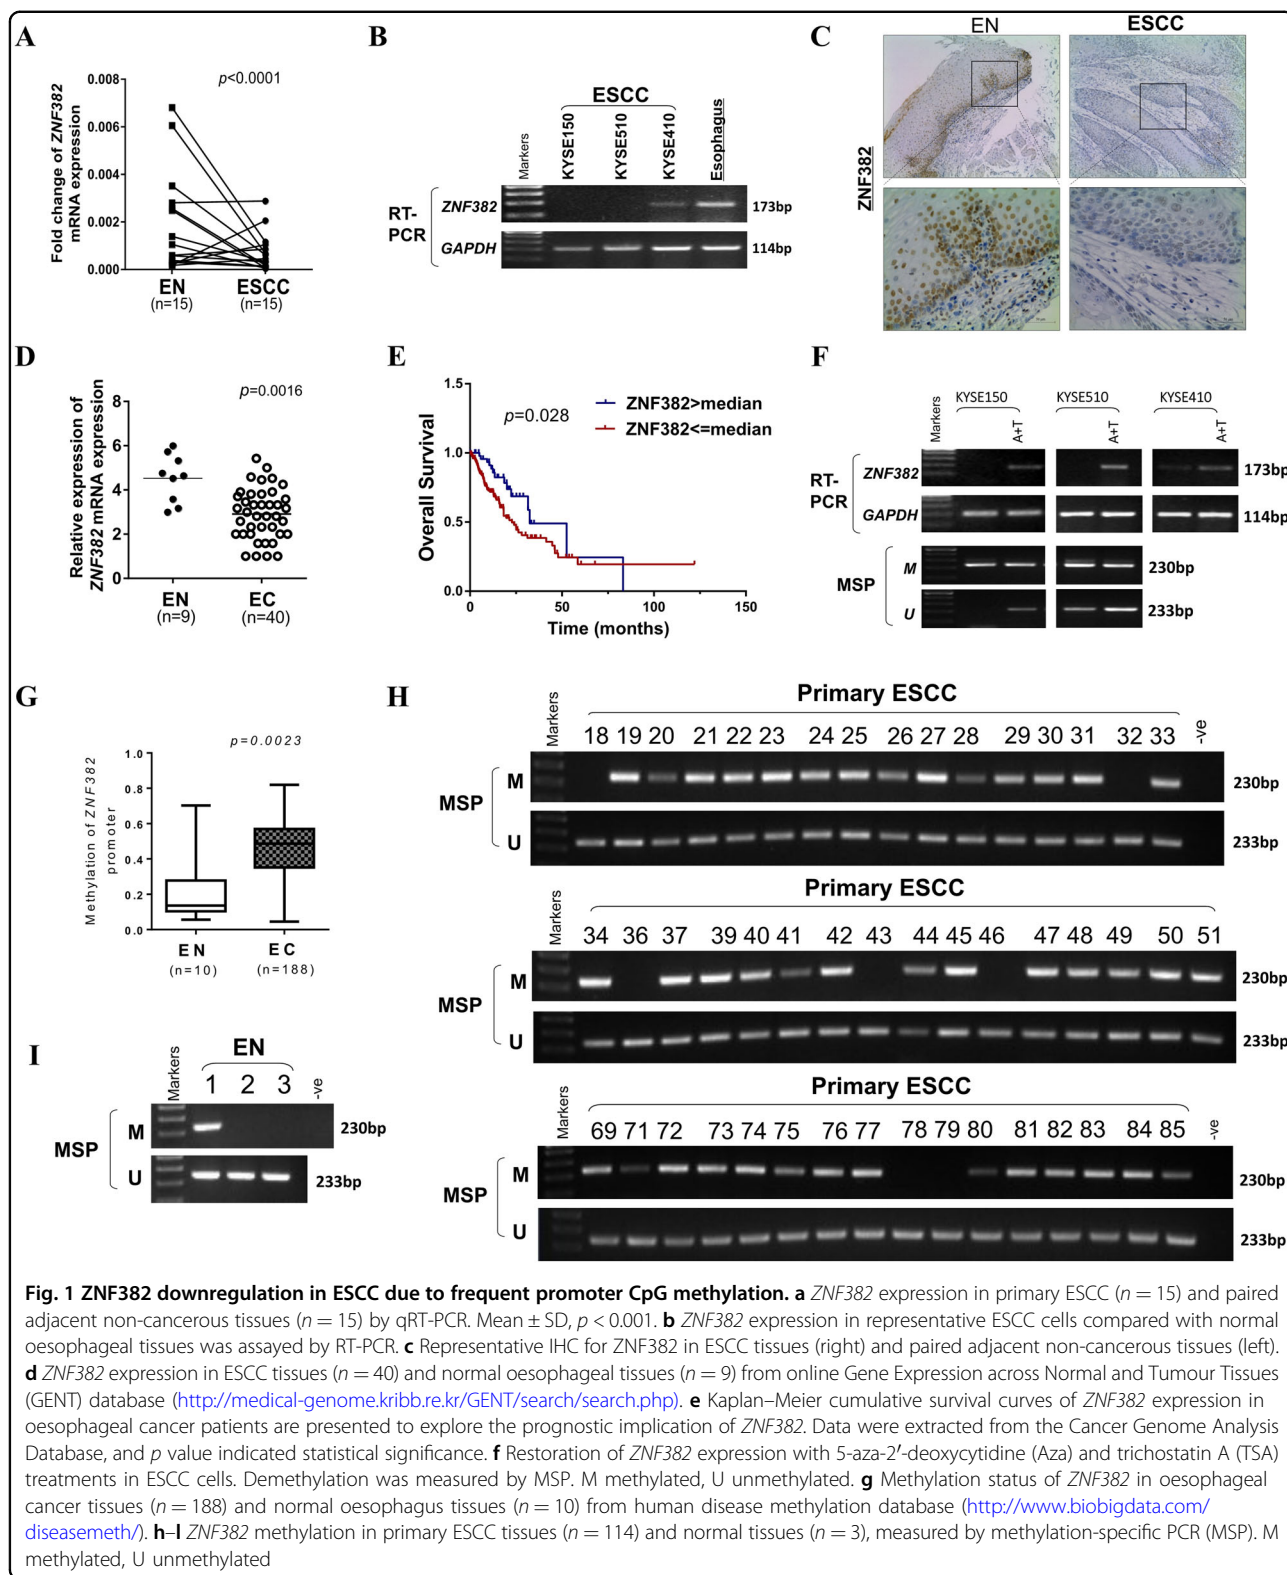 A
p<0.0001
Fold change of ZNF382
mRNA expression
0.008
0.006
0.004
0.002
0.000
EN
(n=15)
ESCC
(n=15)
B
ESCC
Markers
KYSE150
KYSE510
KYSE410
Esophagus
RT-
PCR
ZNF382
173bp
GAPDH
114bp
C
EN
ESCC
ZNF382
D
p=0.0016
Relative expression of
ZNF382 mRNA expression
8
6
4
2
0
EN
(n=9)
EC
(n=40)
E
p=0.028
ZNF382>median
ZNF382<=median
Overall Survival
1.5
1.0
0.5
0.0
0
50
100
150
Time (months)
F
Markers
KYSE150
KYSE510
KYSE410
A+T
A+T
A+T
RT-
PCR
ZNF382
173bp
GAPDH
114bp
MSP
M
230bp
U
233bp
G
p=0.0023
Methylation of ZNF382
promoter
1.0
0.8
0.6
0.4
0.2
0.0
EN
(n=10)
EC
(n=188)
H
Primary ESCC
Markers
18 19 20 21 22 23 24 25 26 27 28 29 30 31 32 33 -ve
MSP
M
230bp
U
233bp
Primary ESCC
34 36 37 39 40 41 42 43 44 45 46 47 48 49 50 51
MSP
M
230bp
U
233bp
Primary ESCC
Markers
69 71 72 73 74 75 76 77 78 79 80 81 82 83 84 85 -ve
MSP
M
230bp
U
233bp
I
EN
Markers
1 2 3 -ve
MSP
M
230bp
U
233bp
Fig. 1 ZNF382 downregulation in ESCC due to frequent promoter CpG methylation. a ZNF382 expression in primary ESCC (n = 15) and paired
adjacent non-cancerous tissues (n = 15) by qRT-PCR. Mean ± SD, p < 0.001. b ZNF382 expression in representative ESCC cells compared with normal
oesophageal tissues was assayed by RT-PCR. c Representative IHC for ZNF382 in ESCC tissues (right) and paired adjacent non-cancerous tissues (left).
d ZNF382 expression in ESCC tissues (n = 40) and normal oesophageal tissues (n = 9) from online Gene Expression across Normal and Tumour Tissues
(GENT) database (http://medical-genome.kribb.re.kr/GENT/search/search.php). e Kaplan–Meier cumulative survival curves of ZNF382 expression in
oesophageal cancer patients are presented to explore the prognostic implication of ZNF382. Data were extracted from the Cancer Genome Analysis
Database, and p value indicated statistical significance. f Restoration of ZNF382 expression with 5-aza-2′-deoxycytidine (Aza) and trichostatin A (TSA)
treatments in ESCC cells. Demethylation was measured by MSP. M methylated, U unmethylated. g Methylation status of ZNF382 in oesophageal
cancer tissues (n = 188) and normal oesophagus tissues (n = 10) from human disease methylation database (http://www.biobigdata.com/
diseasemeth/). h–I ZNF382 methylation in primary ESCC tissues (n = 114) and normal tissues (n = 3), measured by methylation-specific PCR (MSP). M
methylated, U unmethylated